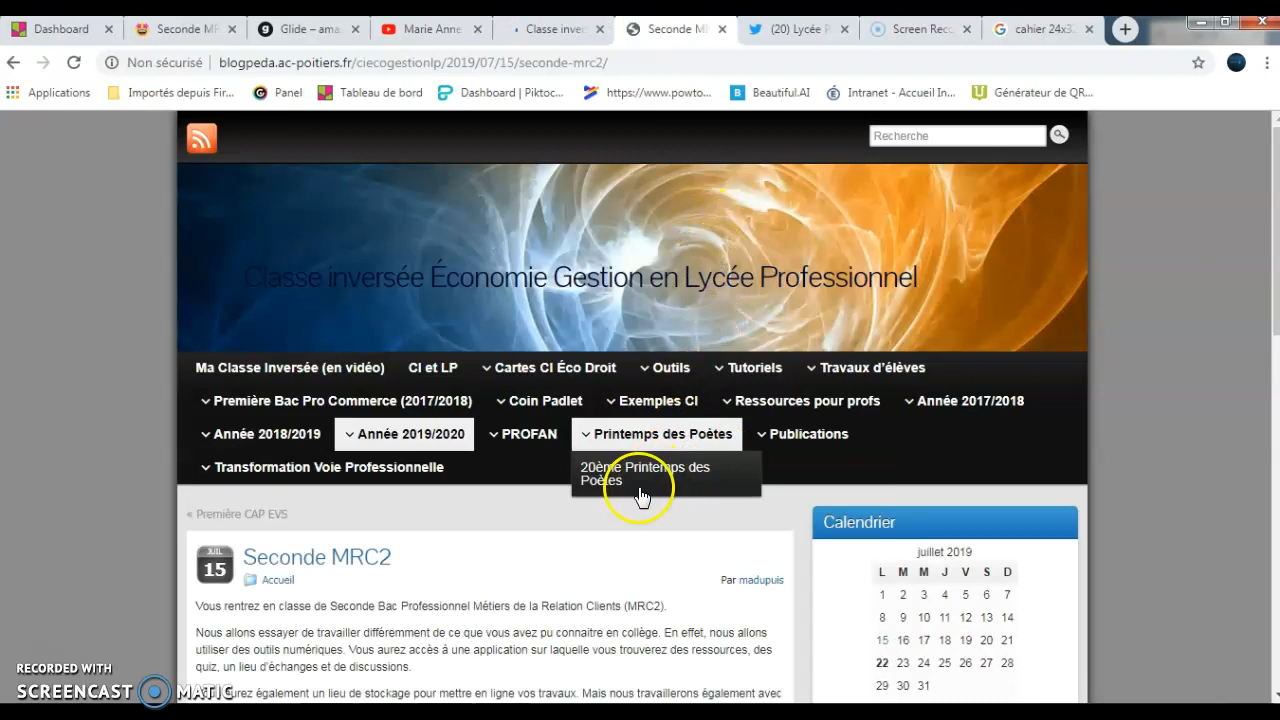 Dashboard
Seconde MR
Glide – ama
Marie Anne
Classe invers
Seconde M
(20) Lycée P
Screen Rec
cahier 24x3
Non sécurisé
blogpeda.ac-poitiers.fr/ciecogestionlp/2019/07/15/seconde-mrc2/
Applications
Importés depuis Fir...
Panel
Tableau de bord
Dashboard | Piktoc...
https://www.powto...
Beautiful.AI
Intranet - Accueil In...
Générateur de QR...
Recherche
Classe inversée Économie Gestion en Lycée Professionnel
Ma Classe Inversée (en vidéo) CI et LP Cartes CI Éco Droit Outils Tutoriels Travaux d'élèves
Première Bac Pro Commerce (2017/2018) Coin Padlet Exemples CI Ressources pour profs Année 2017/2018
Année 2018/2019 Année 2019/2020 PROFAN Printemps des Poètes Publications
Transformation Voie Professionnelle
20ème Printemps des
Poètes
« Première CAP EVS
JUIL
15
Seconde MRC2
Accueil
Par madupuis
Vous rentrez en classe de Seconde Bac Professionnel Métiers de la Relation Clients (MRC2).
Nous allons essayer de travailler différemment de ce que vous avez pu connaitre en collège. En effet, nous allons
utiliser des outils numériques. Vous aurez accès à une application sur laquelle vous trouverez des ressources, des
quiz, un lieu d'échanges et de discussions.
également un lieu de stockage pour mettre en ligne vos travaux. Mais nous travaillerons également avec
Calendrier
juillet 2019
L M M J V S D
1 2 3 4 5 6 7
8 9 10 11 12 13 14
15 16 17 18 19 20 21
22 23 24 25 26 27 28
29 30 31
RECORDED WITH
SCREENCAST MATIC